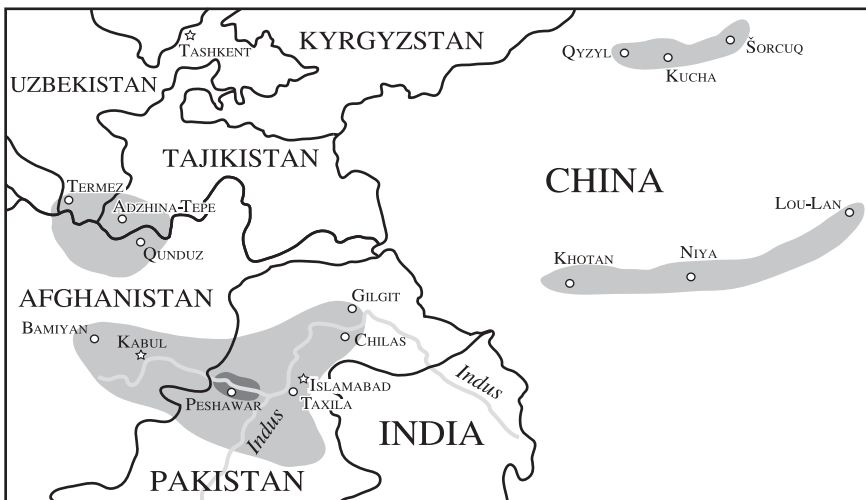 KYRGYZSTAN
TASHKENT
QYZYL
ŠORCUQ
KUCHA
UZBEKISTAN
TAJIKISTAN
CHINA
TERMEZ
ADZHINA-TEPE
LOU-LAN
QUNDUZ
KHOTAN
NIYA
AFGHANISTAN
GILGIT
BAMIYAN
KABUL
CHILAS
Indus
ISLAMABAD
PESHAWAR
TAXILA
Indus
INDIA
PAKISTAN